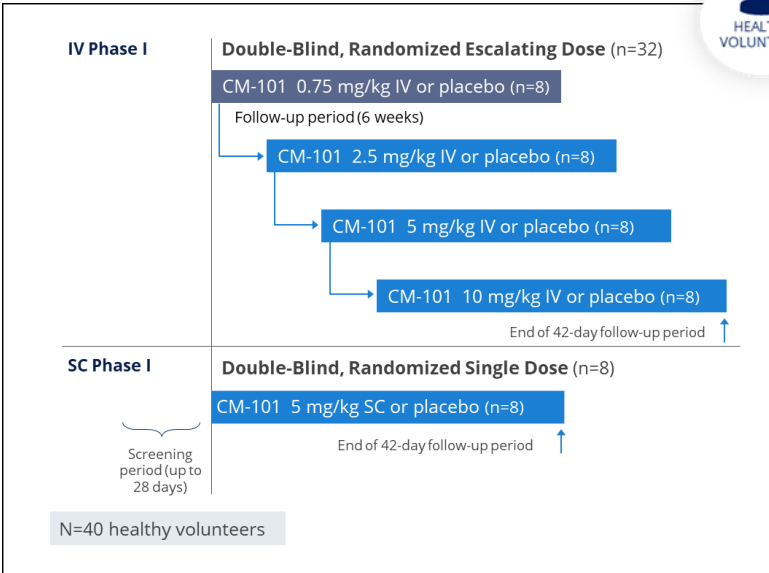 HEALT
VOLUNT
IV Phase I
Double-Blind, Randomized Escalating Dose (n=32)
CM-101 0.75 mg/kg IV or placebo (n=8)
Follow-up period (6 weeks)
CM-101 2.5 mg/kg IV or placebo (n=8)
CM-101 5 mg/kg IV or placebo (n=8)
CM-101 10 mg/kg IV or placebo (n=8)
End of 42-day follow-up period
SC Phase I
Double-Blind, Randomized Single Dose (n=8)
CM-101 5 mg/kg SC or placebo (n=8)
End of 42-day follow-up period
Screening
period (up to
28 days)
N=40 healthy volunteers